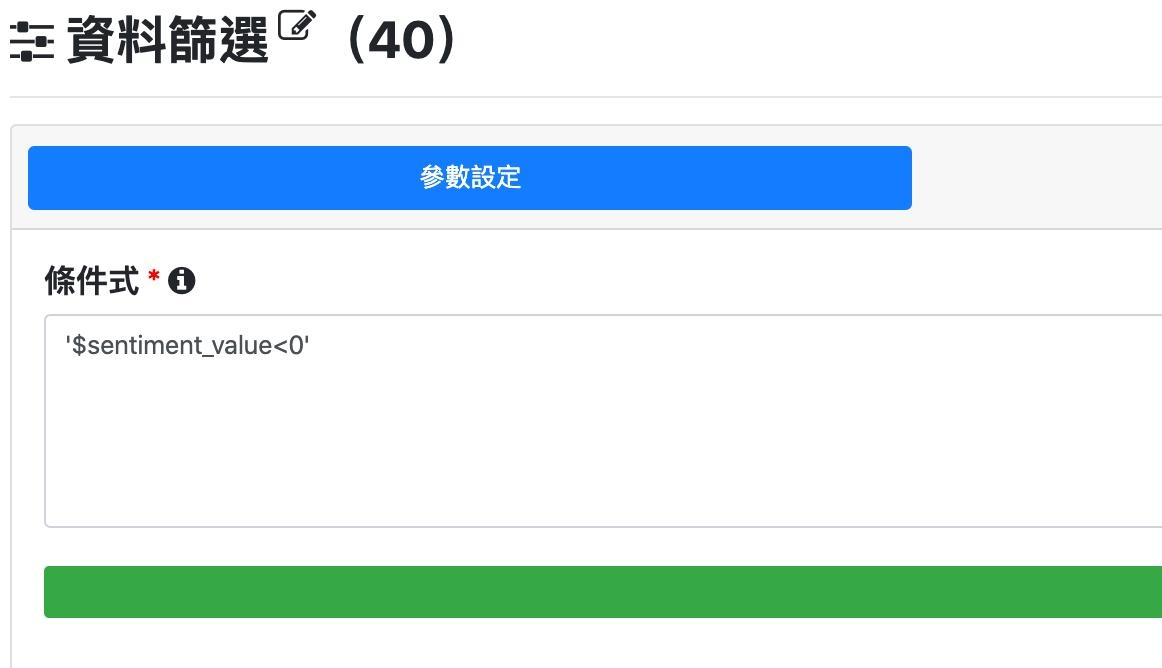 資料篩選 （40）
參數設定
條件式 *
'$sentiment_value<0'